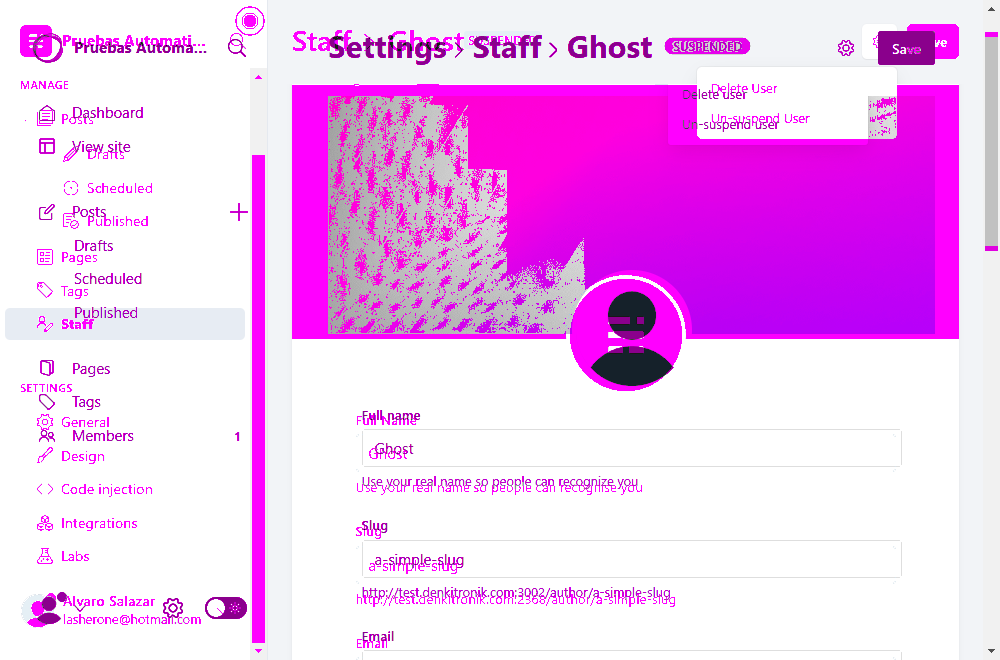 Pruebas Automati...
Pruebas Automa...
MANAGE
Dashboard
Posts
View site
Drafts
Scheduled
Posts
Published
Drafts
Pages
Scheduled
Tags
Published
Staff
Pages
SETTINGS
Tags
General
Members 1
Design
Code injection
Integrations
Labs
Alvaro Salazar
lasherone@hotmail.com
Staff › Ghost SUSPENDED
Settings › Staff › Ghost SUSPENDED
Save
Save
Delete User
Delete user
Un-suspend User
Un-suspend user
Full name
Full Name
Ghost
Ghost
Use your real name so people can recognize you
Use your real name so people can recognise you
Slug
Slug
a-simple-slug
a-simple-slug
http://test.denkitronik.com:3002/author/a-simple-slug
http://test.denkitronik.com:2368/author/a-simple-slug
Email
Email